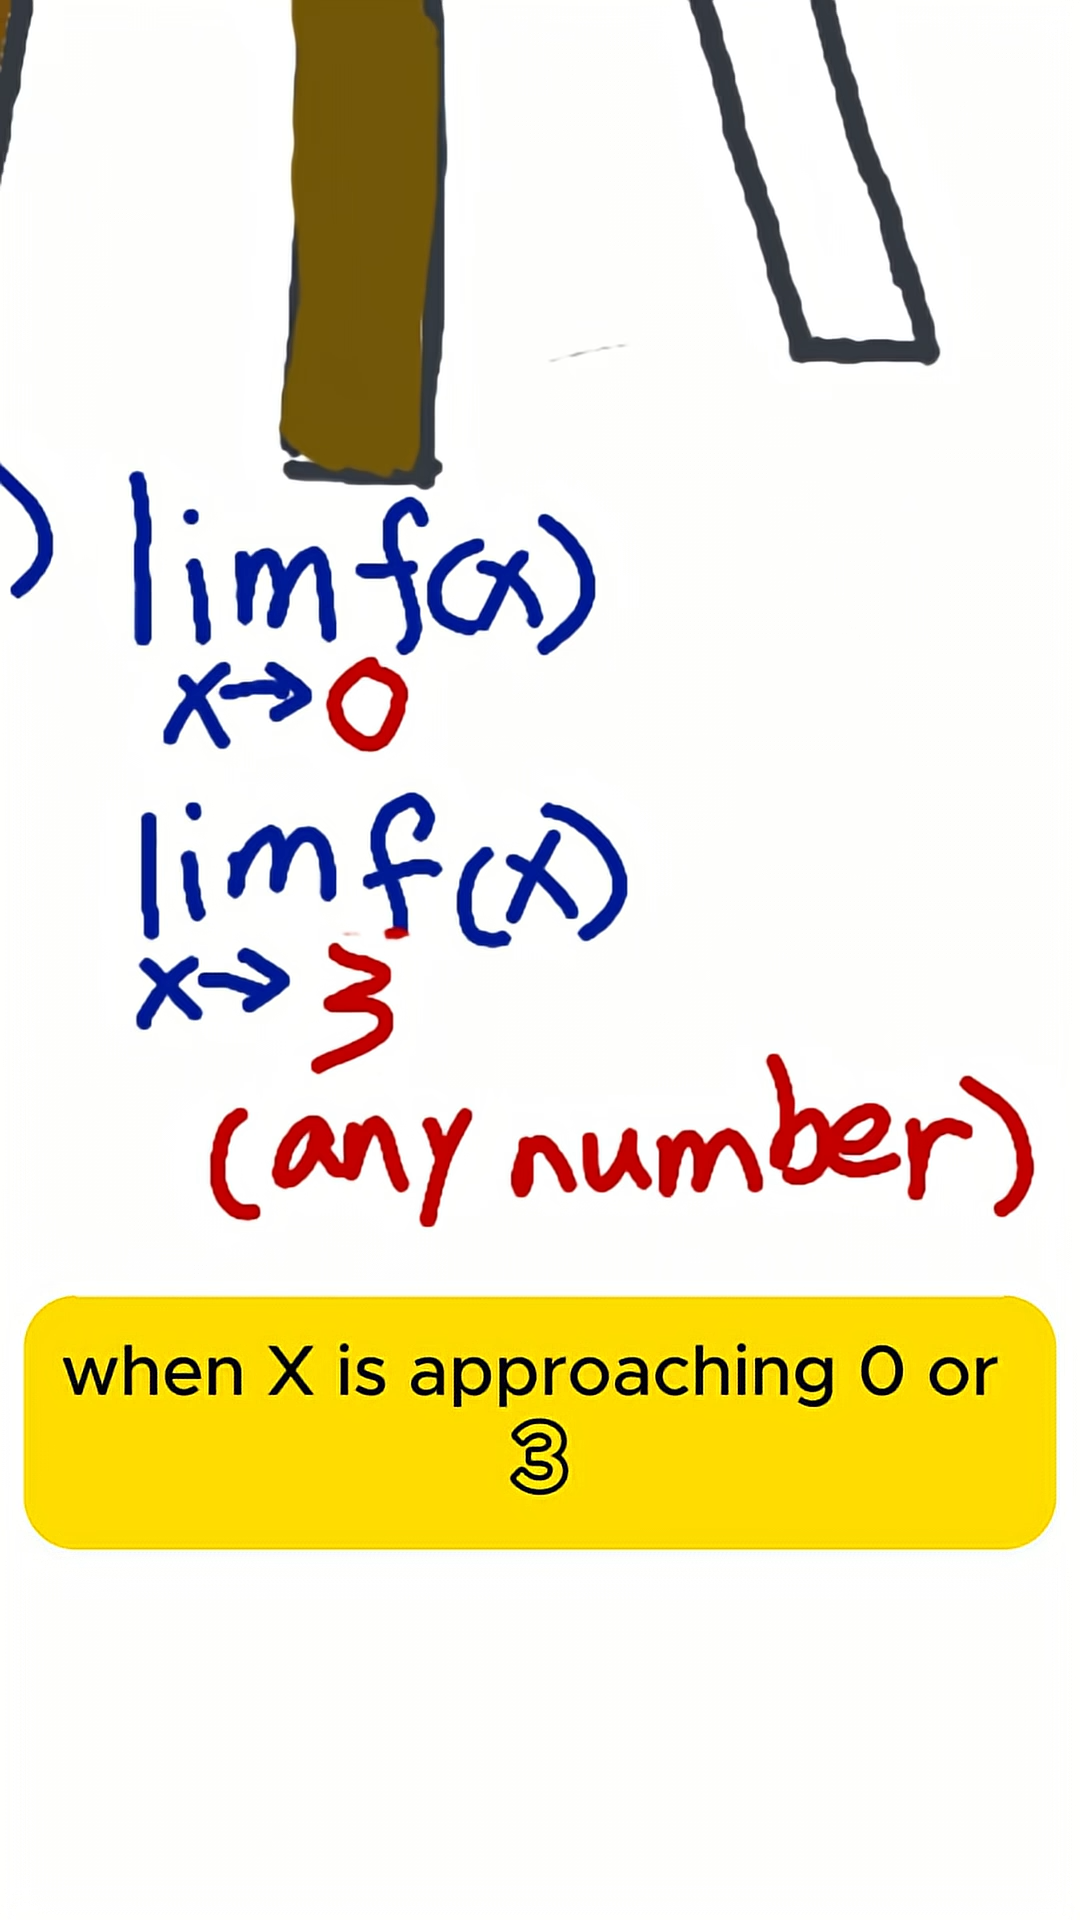 ) lim f(x)
x→0
lim f(x)
x→3
(any number)
when X is approaching 0 or
3